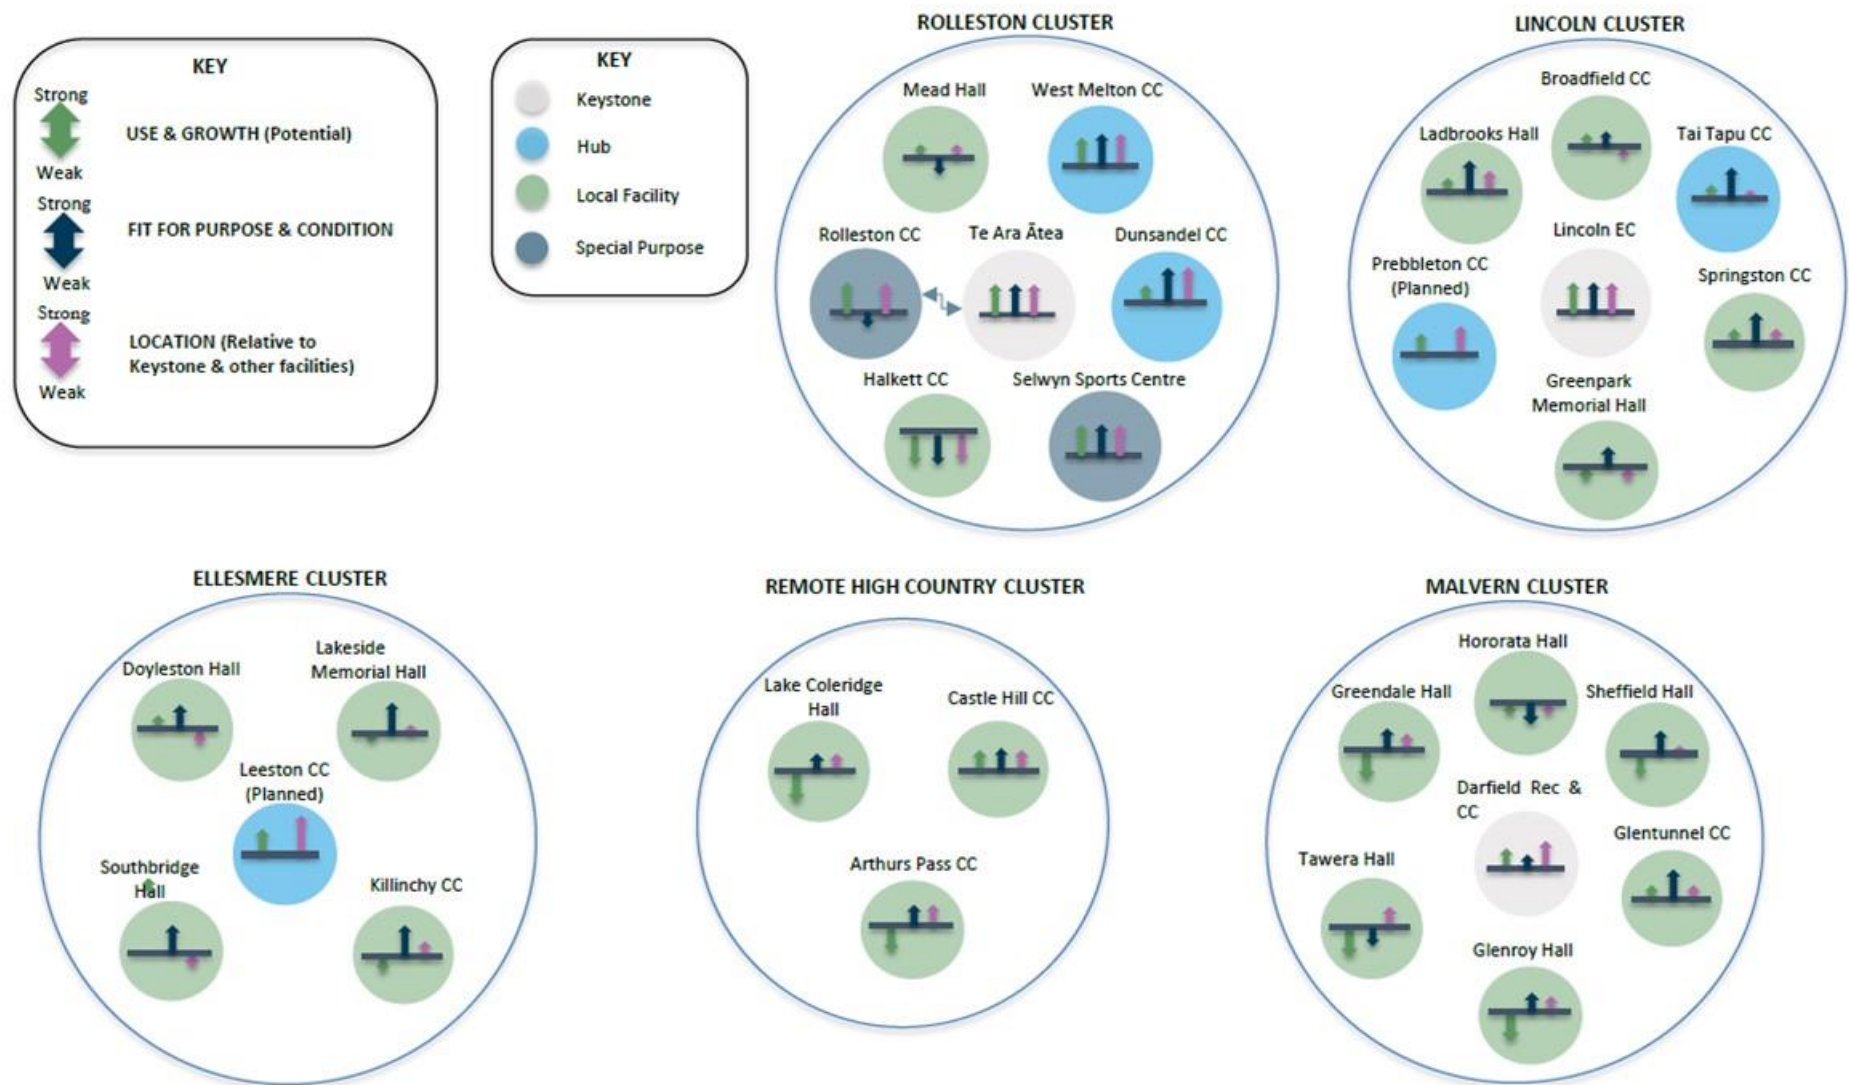 KEY
Strong
USE & GROWTH (Potential)
Weak
Strong
FIT FOR PURPOSE & CONDITION
Weak
Strong
LOCATION (Relative to
Keystone & other facilities)
Weak
KEY
Keystone
Hub
Local Facility
Special Purpose
ROLLESTON CLUSTER
Mead Hall
West Melton CC
Rolleston CC
Te Ara Ātea
Dunsandel CC
Halkett CC
Selwyn Sports Centre
LINCOLN CLUSTER
Broadfield CC
Ladbrooks Hall
Tai Tapu CC
Lincoln EC
Prebbleton CC
(Planned)
Springston CC
Greenpark
Memorial Hall
ELLESMERE CLUSTER
Doyleston Hall
Lakeside
Memorial Hall
Leeston CC
(Planned)
Southbridge
Hall
Killinchy CC
REMOTE HIGH COUNTRY CLUSTER
Lake Coleridge
Hall
Castle Hill CC
Arthurs Pass CC
MALVERN CLUSTER
Hororata Hall
Greendale Hall
Sheffield Hall
Darfield Rec &
CC
Glentunnel CC
Tawera Hall
Glenroy Hall